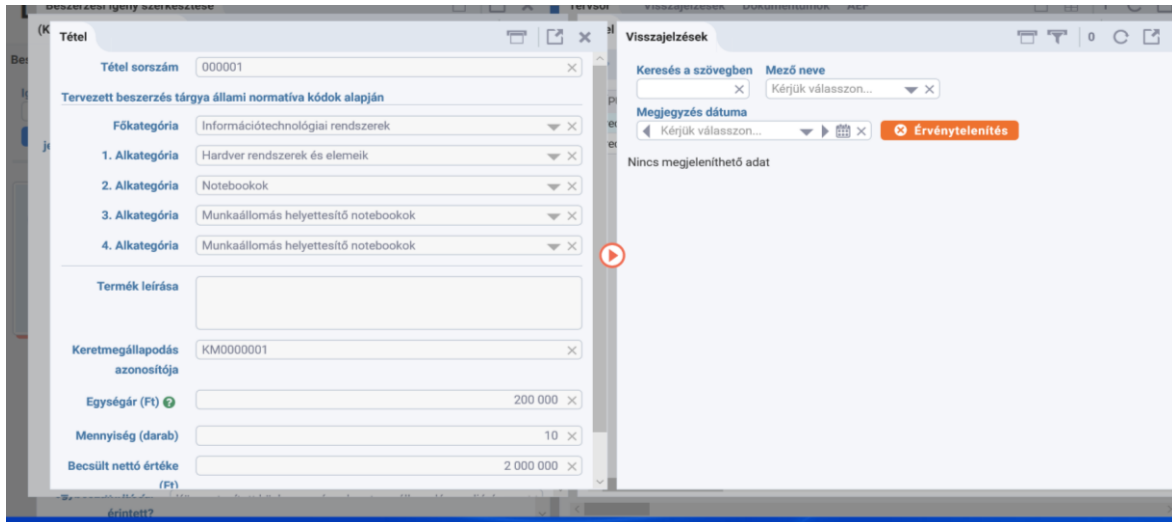 Beszerzési igény szerkesztése
Tervsor Visszajelzések Dokumentumok AEF
Tétel
Tétel sorszám 000001
Tervezett beszerzés tárgya állami normatíva kódok alapján
Főkategória Információtechnológiai rendszerek
1. Alkategória Hardver rendszerek és elemeik
2. Alkategória Notebookok
3. Alkategória Munkaállomás helyettesítő notebookok
4. Alkategória Munkaállomás helyettesítő notebookok
Termék leírása
Keretmegállapodás azonosítója KM0000001
Egységár (Ft) 200 000
Mennyiség (darab) 10
Becsült nettó értéke (Ft) 2 000 000
érintett?
Visszajelzések
0
Keresés a szövegben Mező neve
Kérjük válasszon...
Megjegyzés dátuma
Kérjük válasszon... Érvénytelenítés
Nincs megjeleníthető adat